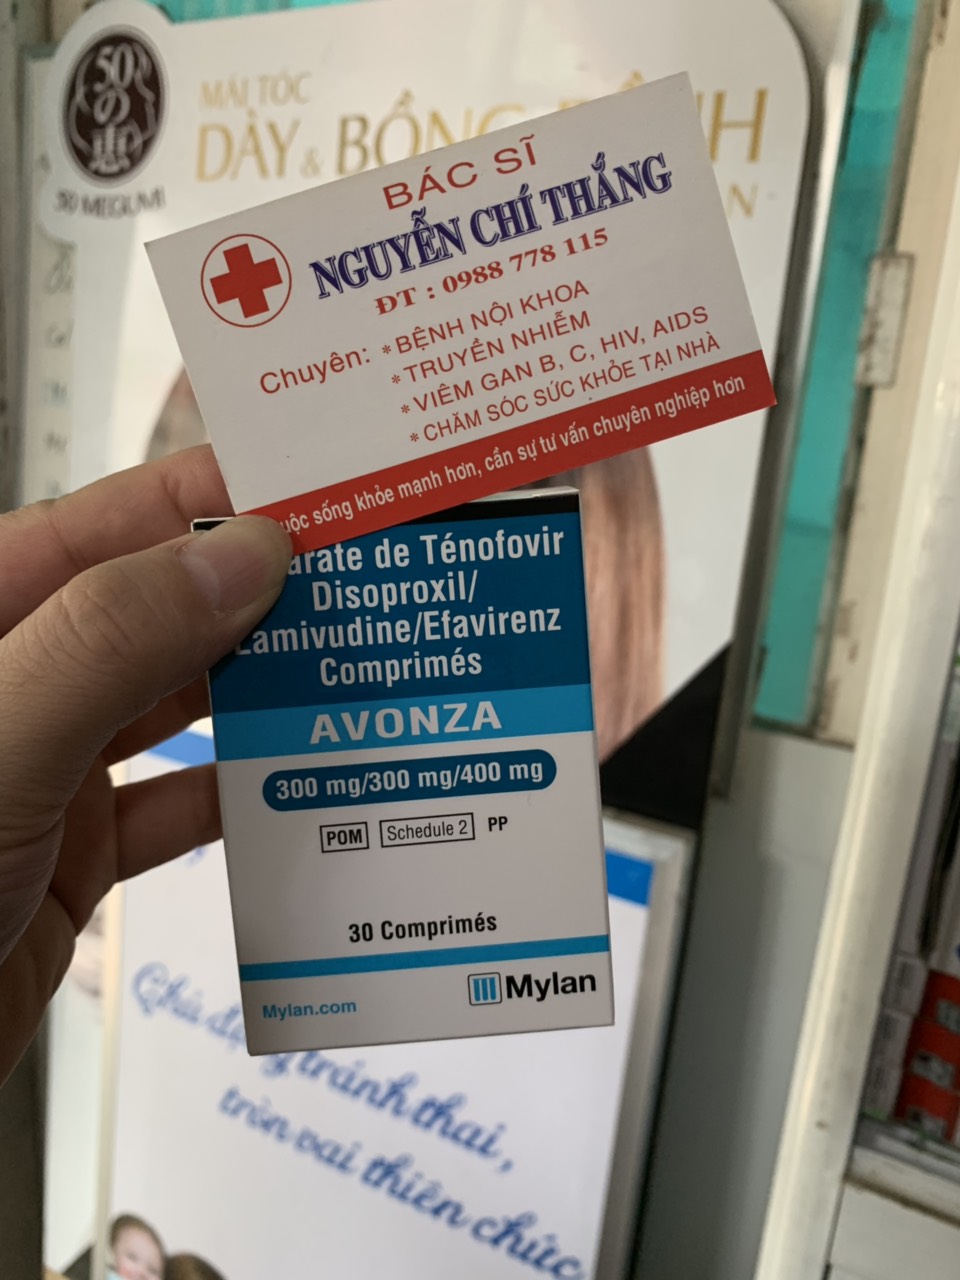 50
50 MEGUMI
MÁI TÓC
DÀY & BỒNG
BÁC SĨ
NGUYỄN CHÍ THẮNG
ĐT : 0988 778 115
Chuyên: * BỆNH NỘI KHOA
* TRUYỀN NHIỄM
* VIÊM GAN B, C, HIV, AIDS
* CHĂM SÓC SỨC KHỎE TẠI NHÀ
sống khỏe mạnh hơn, cần sự tư vấn chuyên nghiệp hơn
de Ténofovir
Disoproxil/
Lamivudine/Efavirenz
Comprimés
AVONZA
300 mg/300 mg/400 mg
POM Schedule 2 PP
30 Comprimés
Mylan.com
Mylan
tránh thai,
tròn vai thiên chức